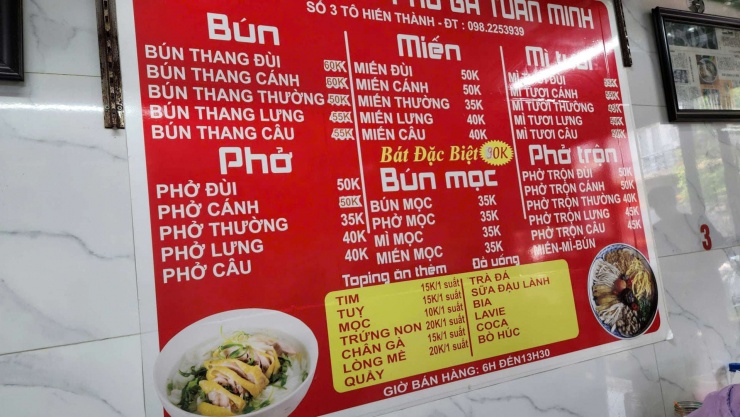 PHỞ GÀ TUẤN MINH
SỐ 3 TÔ HIẾN THÀNH - ĐT : 098.2253939
Bún
BÚN THANG ĐÙI 60K
BÚN THANG CÁNH 60K
BÚN THANG THƯỜNG 50K
BÚN THANG LƯNG 55K
BÚN THANG CÂU 55K
Miến
MIẾN ĐÙI 50K
MIẾN CÁNH 50K
MIẾN THƯỜNG 35K
MIẾN LƯNG 40K
MIẾN CÂU 40K
Mì tươi
MÌ TƯƠI ĐÙI
MÌ TƯƠI CÁNH
MÌ TƯƠI THƯỜNG
MÌ TƯƠI LƯNG
MÌ TƯƠI CÂU
Bát Đặc Biệt
Phở
PHỞ ĐÙI 50K
PHỞ CÁNH 50K
PHỞ THƯỜNG 35K
PHỞ LƯNG 40K
PHỞ CÂU 40K
Bún mọc
BÚN MỌC 35K
PHỞ MỌC 35K
MÌ MỌC 35K
MIẾN MỌC 35K
Phở trộn
PHỞ TRỘN ĐÙI 50K
PHỞ TRỘN CÁNH 50K
PHỞ TRỘN THƯỜNG 40K
PHỞ TRỘN LƯNG 45K
PHỞ TRỘN CÂU 45K
MIẾN-MÌ-BÚN
Toping ăn thêm
TIM 15K/1 suất
TUỴ 15K/1 suất
MỌC 10K/1 suất
TRỨNG NON 20K/1 suất
CHÂN GÀ 15k/1 suất
LÒNG MỀ 20K/1 suất
QUẨY
Đồ uống
TRÀ ĐÁ
SỮA ĐẬU LÀNH
BIA
LAVIE
COCA
BÒ HÚC
GIỜ BÁN HÀNG: 6H ĐẾN13H30
3